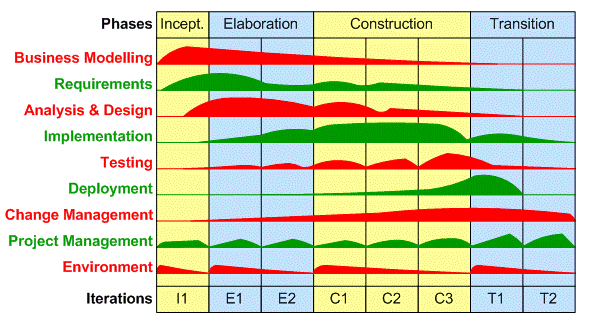 Phases Incept. Elaboration Construction Transition
Business Modelling
Requirements
Analysis & Design
Implementation
Testing
Deployment
Change Management
Project Management
Environment
Iterations I1 E1 E2 C1 C2 C3 T1 T2